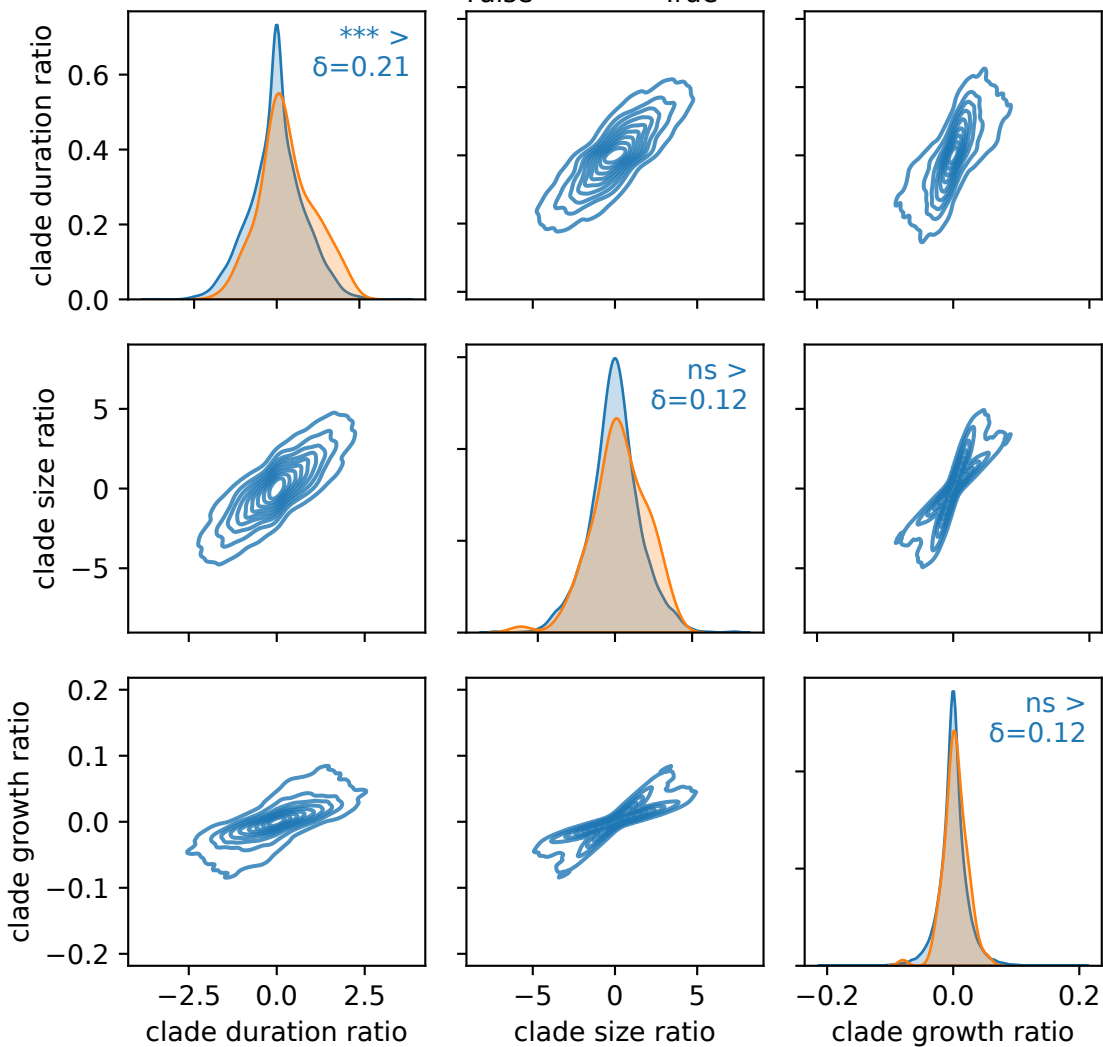 False True
clade duration ratio
0.6
0.4
0.2
0.0
*** >
δ=0.21
clade size ratio
5
0
−5
ns >
δ=0.12
clade growth ratio
0.2
0.1
0.0
−0.1
−0.2
ns >
δ=0.12
−2.5 0.0 2.5
−5 0 5
−0.2 0.0 0.2
clade duration ratio
clade size ratio
clade growth ratio